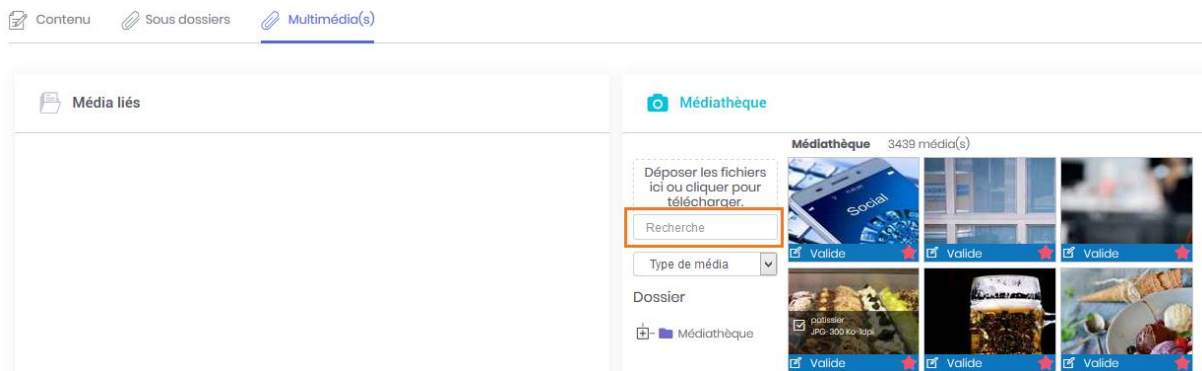 Contenu
Sous dossiers
Multimédia(s)
Média liés
Médiathèque
Médiathèque 3439 média(s)
Déposer les fichiers
ici ou cliquer pour
télécharger.
Recherche
Type de média
Dossier
Médiathèque
Social
Valide
Valide
Valide
patissier
JPG-300 Ko-1dpi
Valide
Valide
Valide